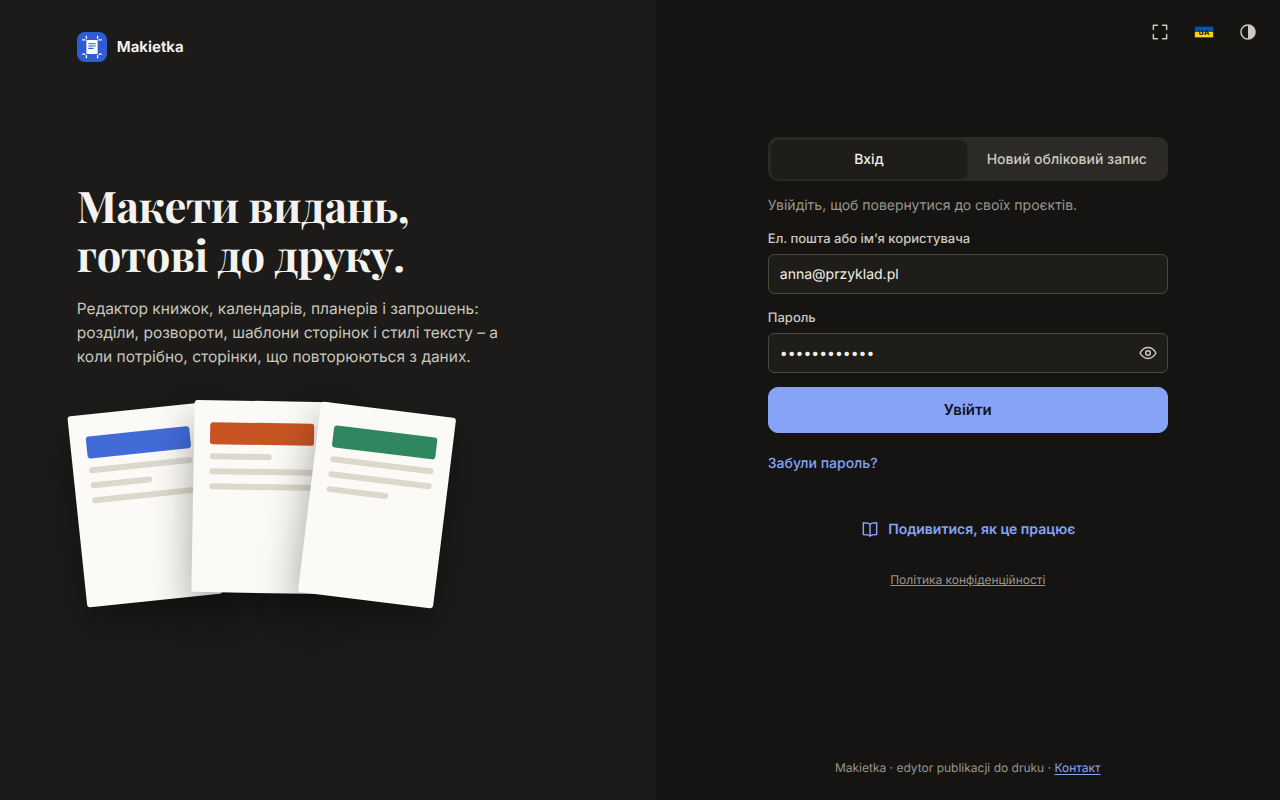 Makietka
UA
Макети видань,
готові до друку.
Редактор книжок, календарів, планерів і запрошень:
розділи, розвороти, шаблони сторінок і стилі тексту – а
коли потрібно, сторінки, що повторюються з даних.
Вхід
Новий обліковий запис
Увійдіть, щоб повернутися до своїх проєктів.
Ел. пошта або ім’я користувача
anna@przyklad.pl
Пароль
••••••••••••
Увійти
Забули пароль?
Подивитися, як це працює
Політика конфіденційності
Makietka · edytor publikacji do druku · Контакт